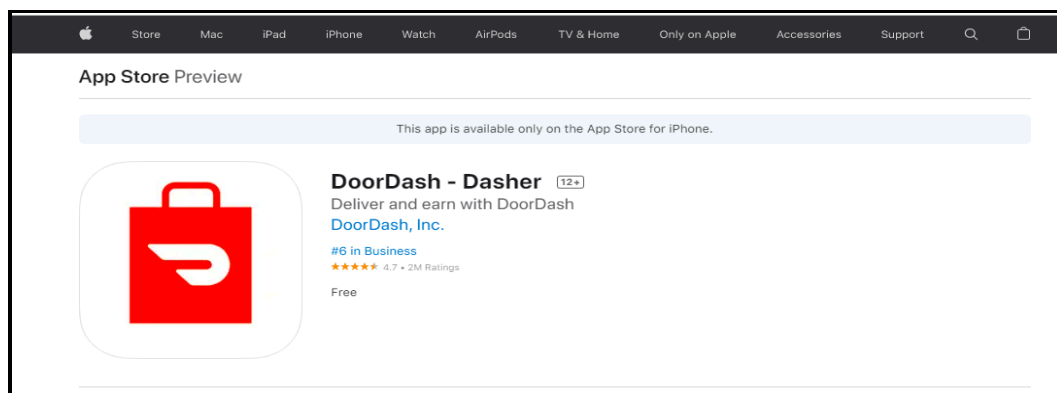 Store Mac iPad iPhone Watch AirPods TV & Home Only on Apple Accessories Support
App Store Preview
This app is available only on the App Store for iPhone.
DoorDash - Dasher 12+
Deliver and earn with DoorDash
DoorDash, Inc.
#6 in Business
★★★★★ 4.7 • 2M Ratings
Free